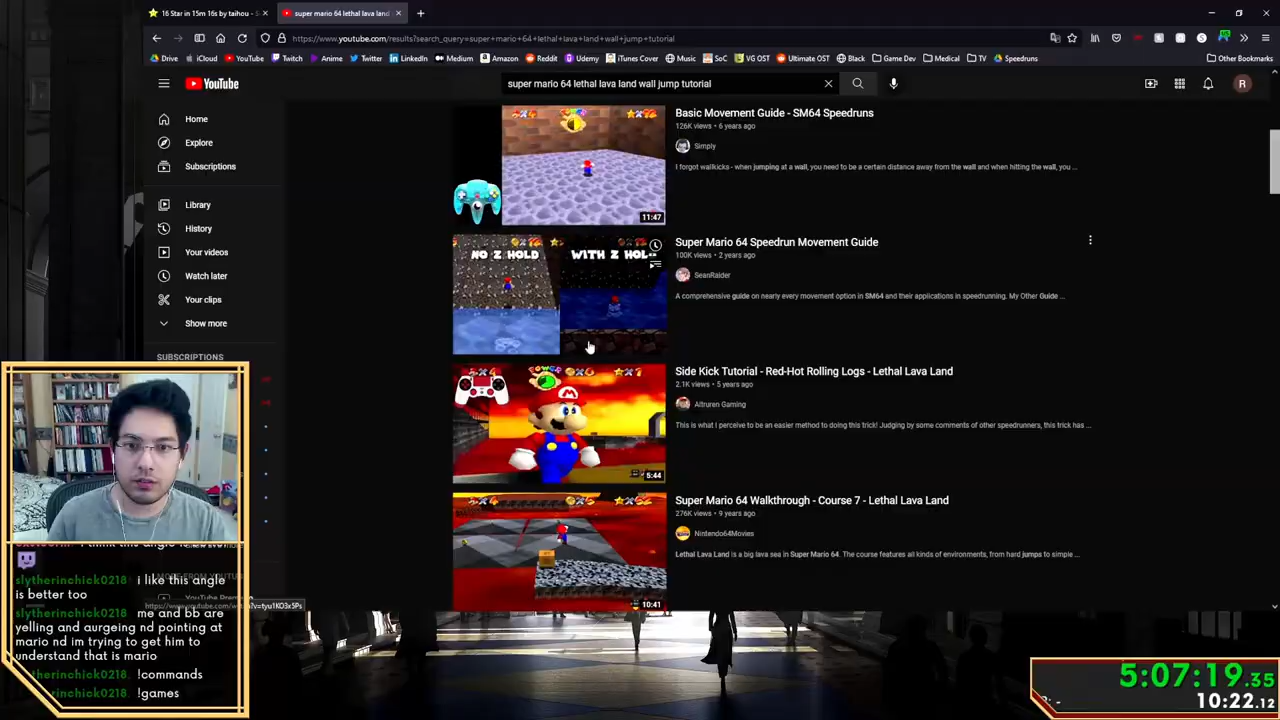 16 Star in 15m 16s by taihou - S
super mario 64 lethal lava land
https://www.youtube.com/results?search_query=super+mario+64+lethal+lava+land+wall+jump+tutorial
Drive iCloud YouTube Twitch Anime Twitter LinkedIn Medium Amazon Reddit Udemy iTunes Cover Music SoC VG OST Ultimate OST Black Game Dev Medical TV Speedruns Other Bookmarks
YouTube
super mario 64 lethal lava land wall jump tutorial
R
Home
Explore
Subscriptions
Library
History
Your videos
Watch later
Your clips
Show more
SUBSCRIPTIONS
Basic Movement Guide - SM64 Speedruns
126K views • 6 years ago
Simply
I forgot wallkicks - when jumping at a wall, you need to be a certain distance away from the wall and when hitting the wall, you ...
11:47
NO Z HOLD
WITH Z HOL
Super Mario 64 Speedrun Movement Guide
100K views • 2 years ago
SeanRaider
A comprehensive guide on nearly every movement option in SM64 and their applications in speedrunning. My Other Guide ...
Side Kick Tutorial - Red-Hot Rolling Logs - Lethal Lava Land
2.1K views • 5 years ago
Altruren Gaming
This is what I perceive to be an easier method to doing this trick! Judging by some comments of other speedrunners, this trick has ...
5:44
Super Mario 64 Walkthrough - Course 7 - Lethal Lava Land
276K views • 9 years ago
Nintendo64Movies
Lethal Lava Land is a big lava sea in Super Mario 64. The course features all kinds of environments, from hard jumps to simple ...
10:41
slytherinchick0218: i like this angle
is better too
slytherinchick0218: me and bb are
yelling and aurgeing nd pointing at
mario nd im trying to get him to
understand that is mario
therinchick0218: !commands
herinchick0218: !games
5:07:19.35
10:22.12